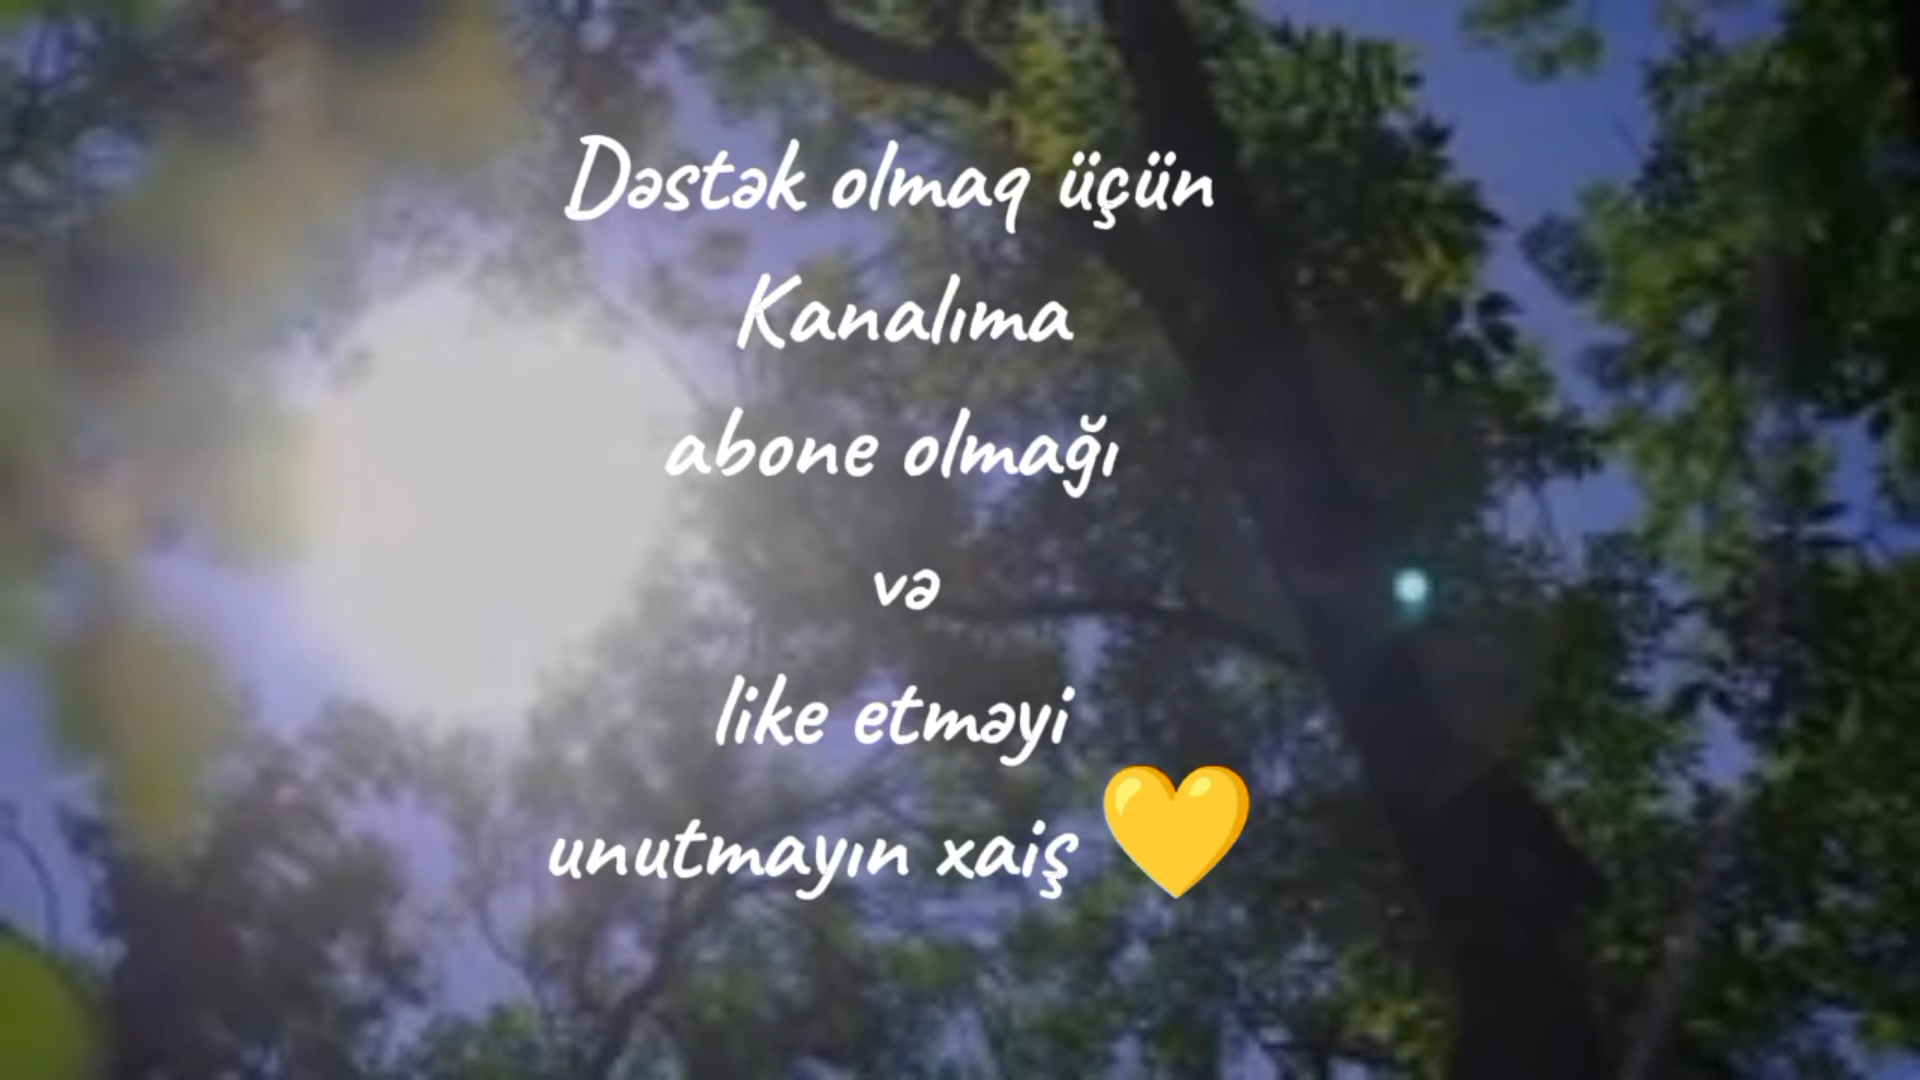 Dəstək olmaq üçün
Kanalıma
abone olmağı
və
like etməyi
unutmayın xaiş 💛